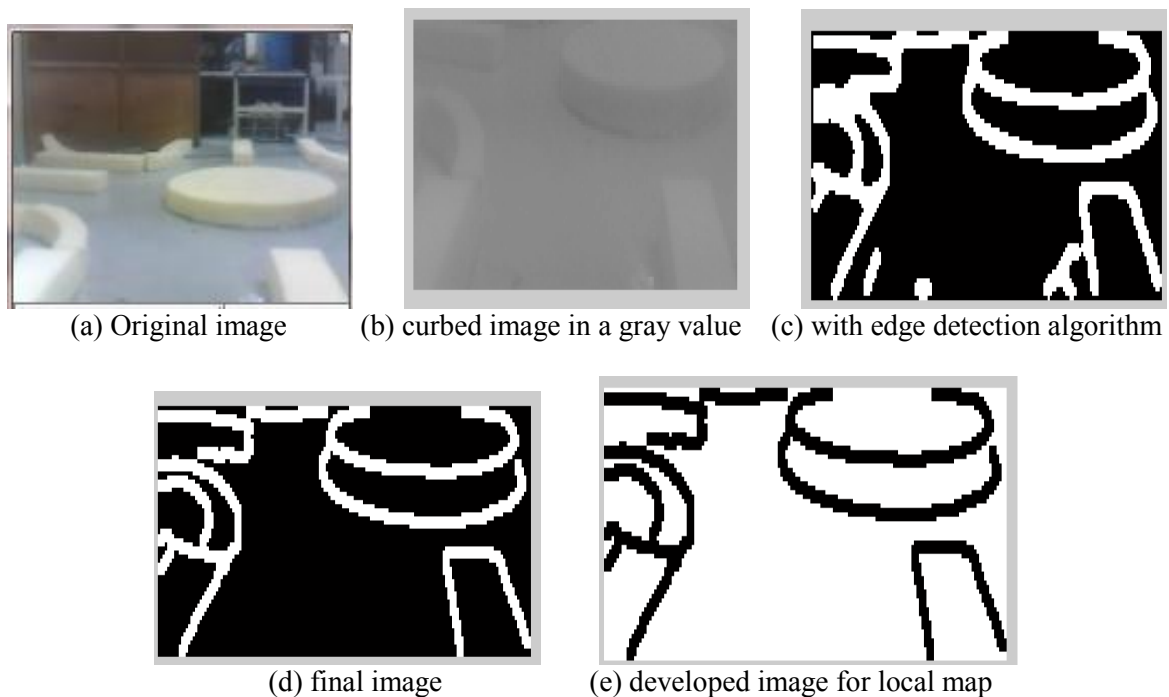 (a) Original image (b) curbed image in a gray value (c) with edge detection algorithm
(d) final image (e) developed image for local map